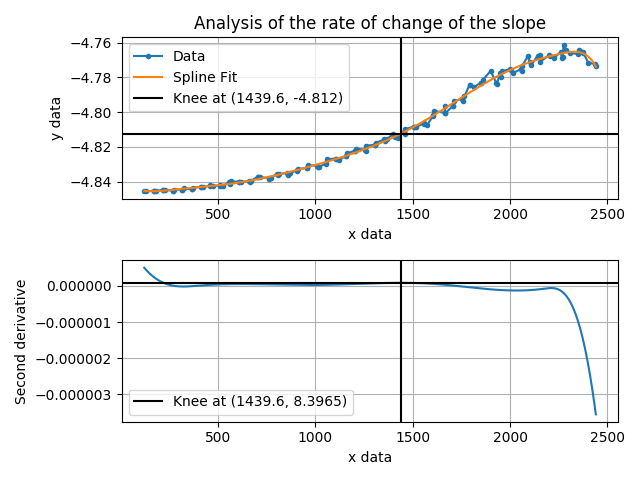 Analysis of the rate of change of the slope
−4.76
−4.78
−4.80
−4.82
−4.84
y data
Data
Spline Fit
Knee at (1439.6, -4.812)
500
1000
1500
2000
2500
x data
0.000000
−0.000001
−0.000002
−0.000003
Second derivative
Knee at (1439.6, 8.3965)
500
1000
1500
2000
2500
x data